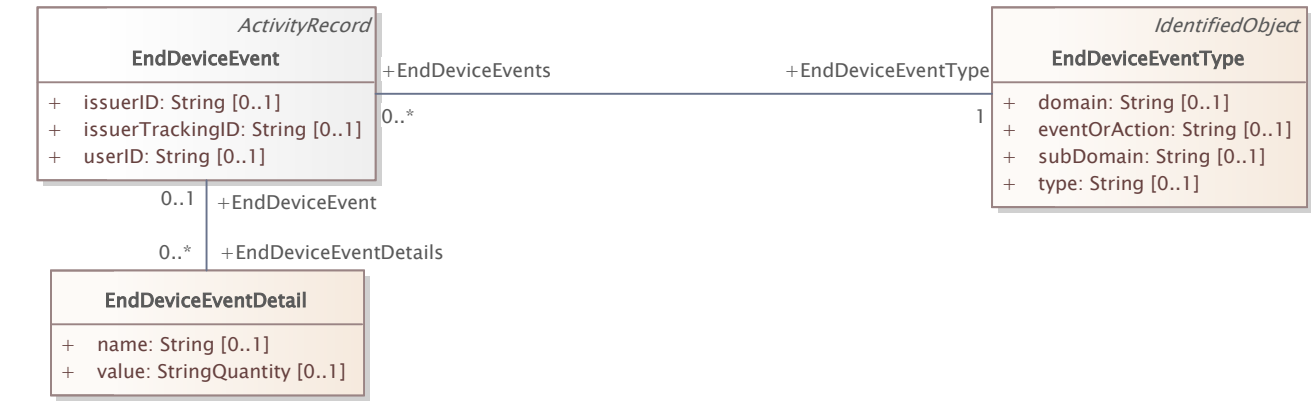 ActivityRecord
EndDeviceEvent
+ issuerID: String [0..1]
+ issuerTrackingID: String [0..1]
+ userID: String [0..1]
+EndDeviceEvents
0..*
+EndDeviceEventType
1
IdentifiedObject
EndDeviceEventType
+ domain: String [0..1]
+ eventOrAction: String [0..1]
+ subDomain: String [0..1]
+ type: String [0..1]
0..1 +EndDeviceEvent
0..* +EndDeviceEventDetails
EndDeviceEventDetail
+ name: String [0..1]
+ value: StringQuantity [0..1]